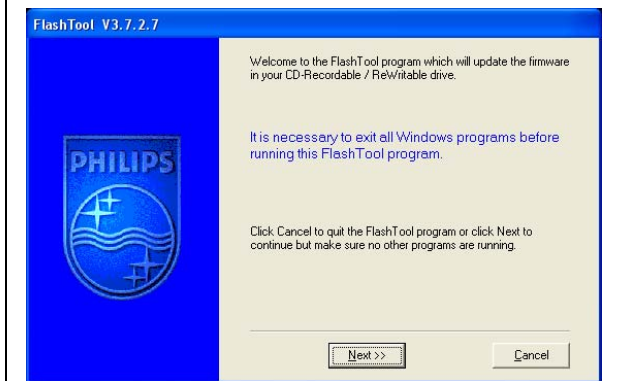 FlashTool V3.7.2.7
Welcome to the FlashTool program which will update the firmware
in your CD-Recordable / ReWritable drive.
It is necessary to exit all Windows programs before
running this FlashTool program.
PHILIPS
Click Cancel to quit the FlashTool program or click Next to
continue but make sure no other programs are running.
Next >>
Cancel